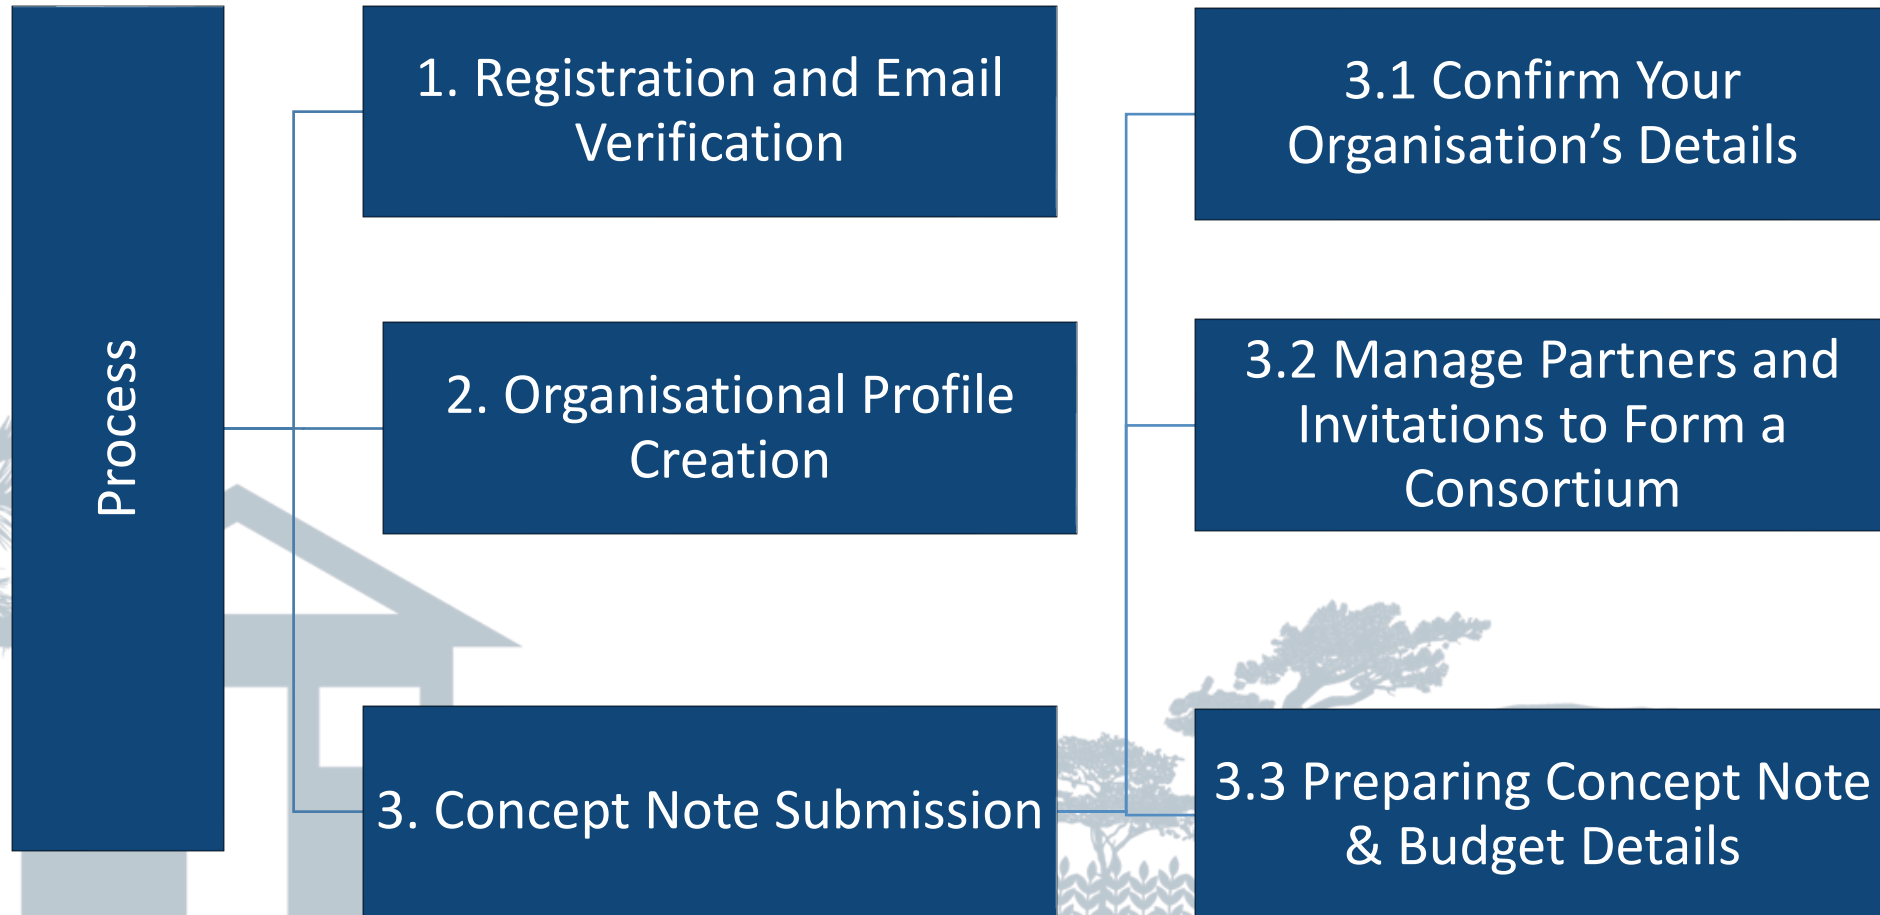 Process
1. Registration and Email
Verification
2. Organisational Profile
Creation
3. Concept Note Submission
3.1 Confirm Your
Organisation’s Details
3.2 Manage Partners and
Invitations to Form a
Consortium
3.3 Preparing Concept Note
& Budget Details